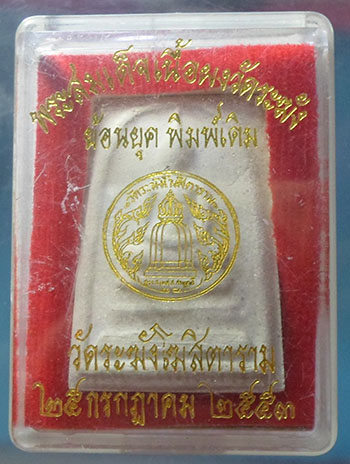 พระสมเด็จเนื้อผงวัดระฆัง
ย้อนยุค พิมพ์เดิม
วัดระฆังโฆสิตาราม
๒๕ กรกฎาคม ๒๕๕๓